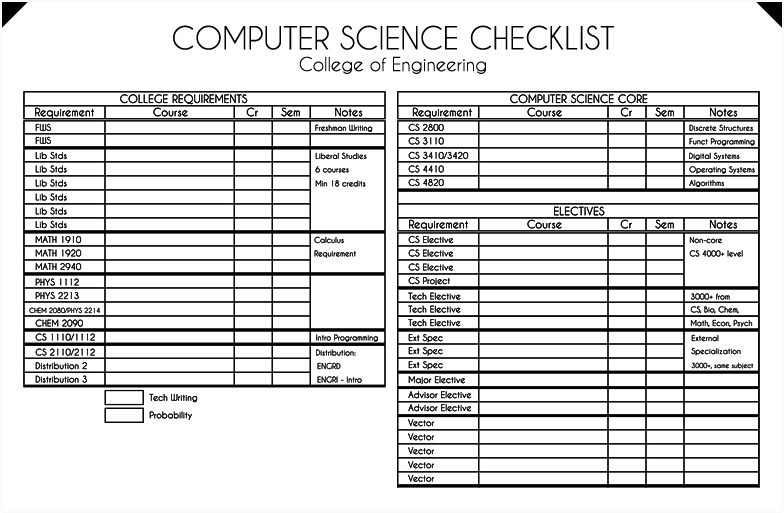 COMPUTER SCIENCE CHECKLIST
College of Engineering
COLLEGE REQUIREMENTS
Requirement Course Cr Sem Notes
FWS Freshman Writing
FWS
Lib Stds Liberal Studies
Lib Stds 6 courses
Lib Stds Min 18 credits
Lib Stds
Lib Stds
Lib Stds
MATH 1910 Calculus
MATH 1920 Requirement
MATH 2940
PHYS 1112
PHYS 2213
CHEM 2080/PHYS 2214
CHEM 2090
CS 1110/1112 Intro Programming
CS 2110/2112 Distribution:
Distribution 2 ENGRD
Distribution 3 ENGRI - Intro
Tech Writing
Probability
COMPUTER SCIENCE CORE
Requirement Course Cr Sem Notes
CS 2800 Discrete Structures
CS 3110 Funct Programming
CS 3410/3420 Digital Systems
CS 4410 Operating Systems
CS 4820 Algorithms
ELECTIVES
Requirement Course Cr Sem Notes
CS Elective Non-core
CS Elective CS 4000+ level
CS Elective
CS Project
Tech Elective 3000+ from
Tech Elective CS, Bio, Chem,
Tech Elective Math, Econ, Psych
Ext Spec External
Ext Spec Specialization
Ext Spec 3000+, same subject
Major Elective
Advisor Elective
Advisor Elective
Vector
Vector
Vector
Vector
Vector